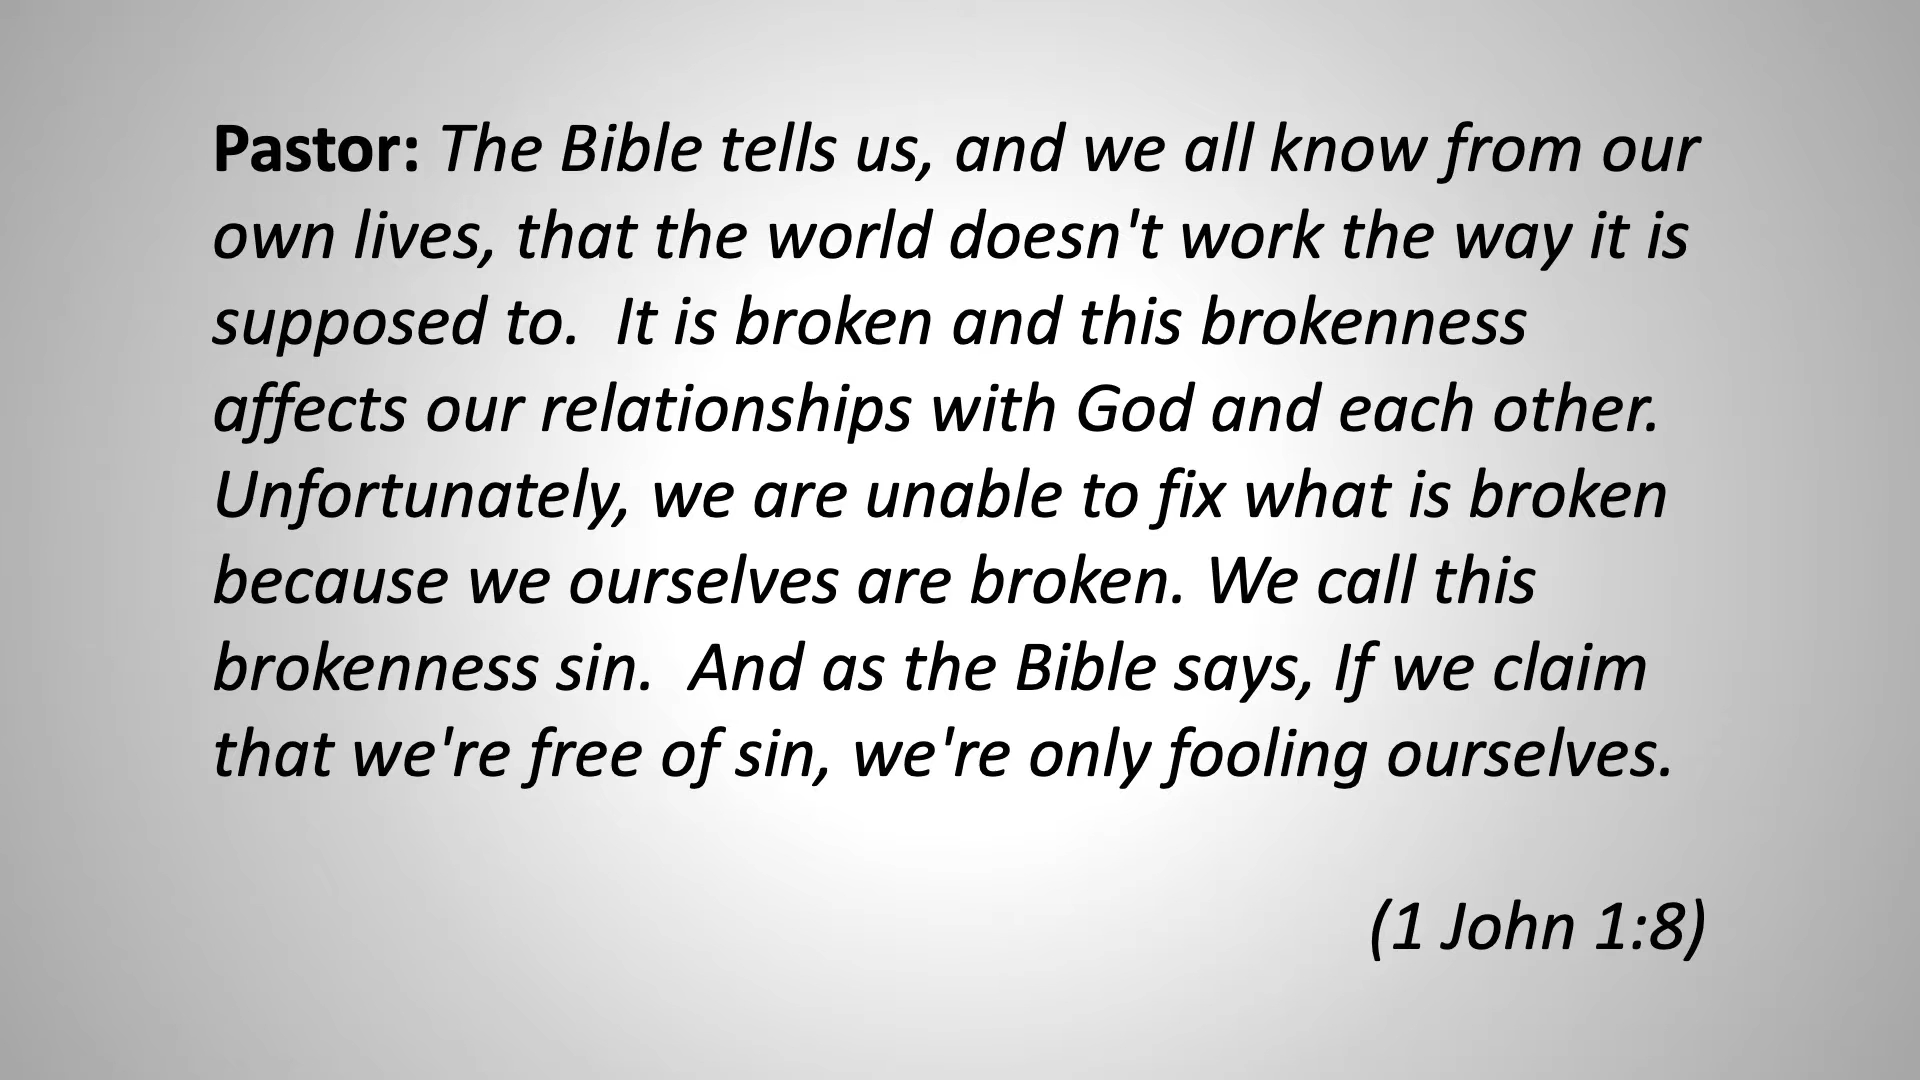 Pastor: The Bible tells us, and we all know from our
own lives, that the world doesn't work the way it is
supposed to.  It is broken and this brokenness
affects our relationships with God and each other.
Unfortunately, we are unable to fix what is broken
because we ourselves are broken. We call this
brokenness sin.  And as the Bible says, If we claim
that we're free of sin, we're only fooling ourselves.
(1 John 1:8)